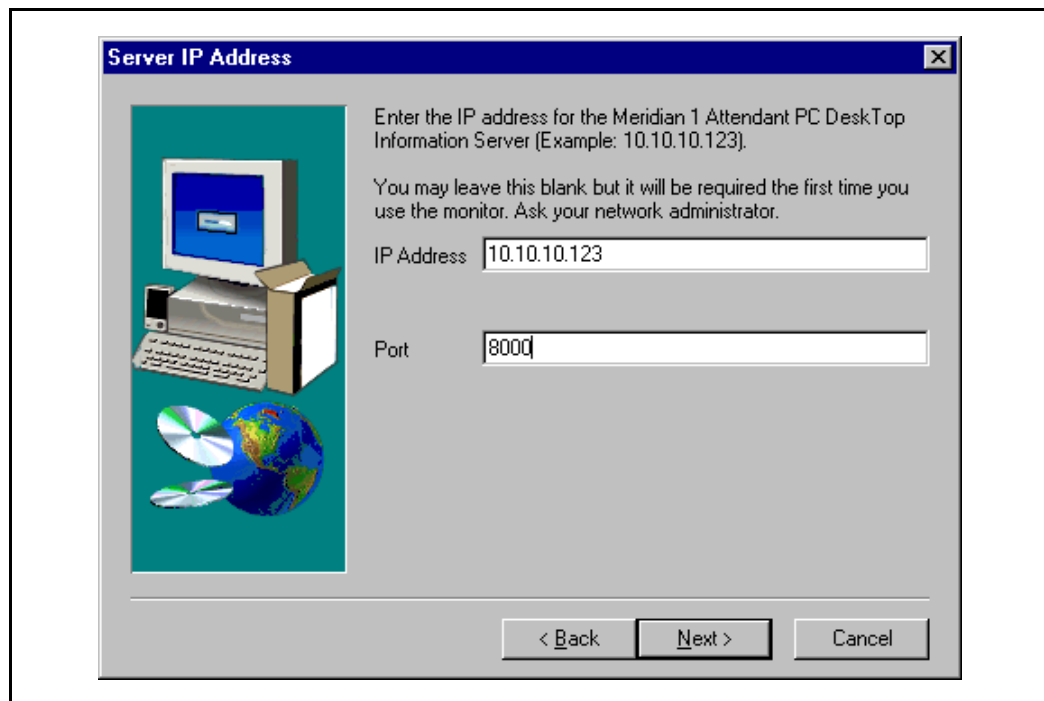 Server IP Address
Enter the IP address for the Meridian 1 Attendant PC DeskTop
Information Server (Example: 10.10.10.123).
You may leave this blank but it will be required the first time you
use the monitor. Ask your network administrator.
IP Address 10.10.10.123
Port 8000
< Back Next > Cancel